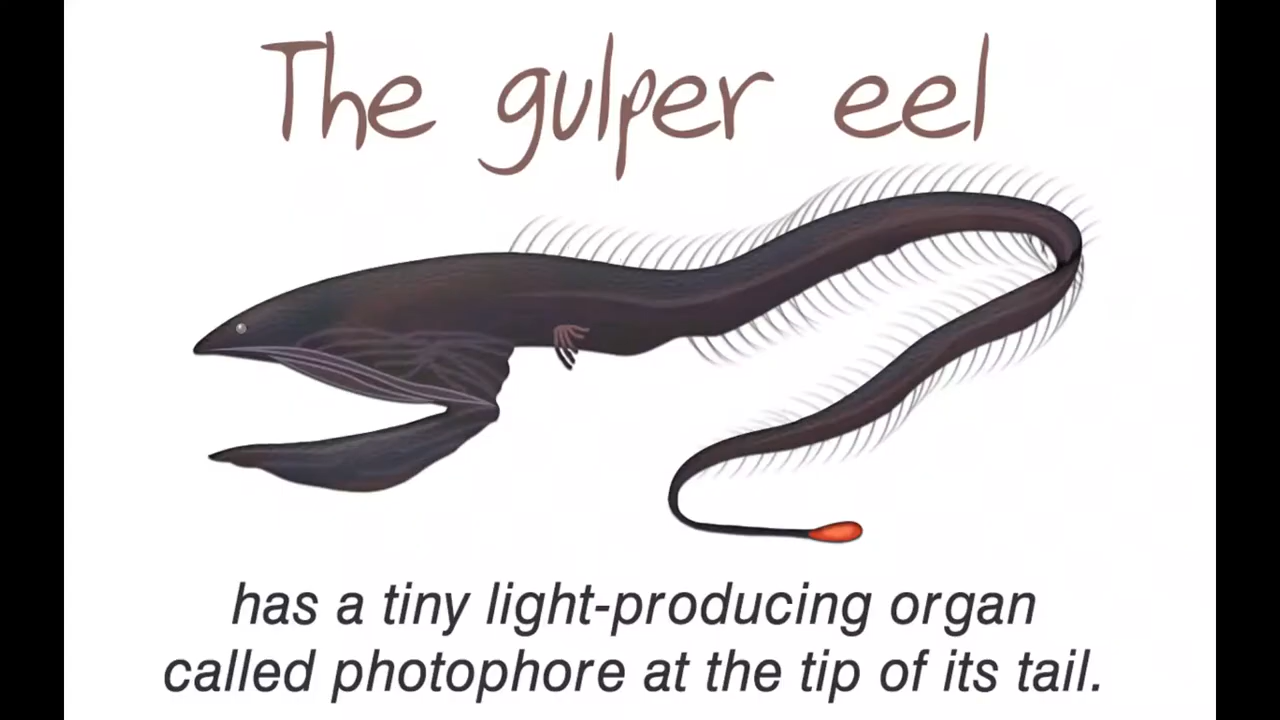 The gulper eel
has a tiny light-producing organ
called photophore at the tip of its tail.